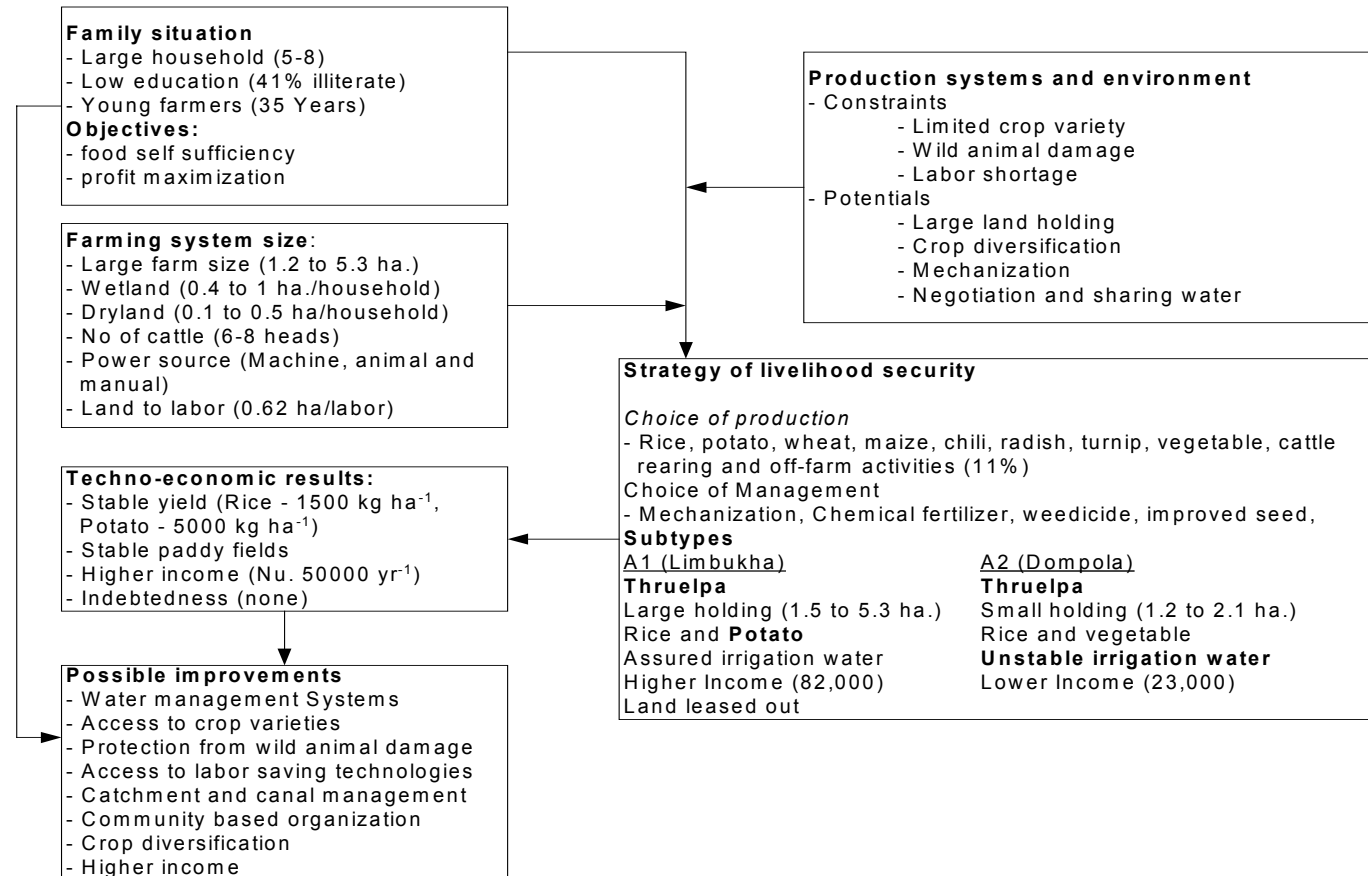 Family situation
- Large household (5-8)
- Low education (41% illiterate)
- Young farmers (35 Years)
Objectives:
- food self sufficiency
- profit maximization
Production systems and environment
- Constraints
- Limited crop variety
- Wild animal damage
- Labor shortage
- Potentials
- Large land holding
- Crop diversification
- Mechanization
- Negotiation and sharing water
Farming system size:
- Large farm size (1.2 to 5.3 ha.)
- Wetland (0.4 to 1 ha./household)
- Dryland (0.1 to 0.5 ha/household)
- No of cattle (6-8 heads)
- Power source (Machine, animal and
manual)
- Land to labor (0.62 ha/labor)
Strategy of livelihood security
Choice of production
- Rice, potato, wheat, maize, chili, radish, turnip, vegetable, cattle
rearing and off-farm activities (11%)
Choice of Management
- Mechanization, Chemical fertilizer, weedicide, improved seed,
Subtypes
A1 (Limbukha)
Thruelpa
Large holding (1.5 to 5.3 ha.)
Rice and Potato
Assured irrigation water
Higher Income (82,000)
Land leased out
A2 (Dompola)
Thruelpa
Small holding (1.2 to 2.1 ha.)
Rice and vegetable
Unstable irrigation water
Lower Income (23,000)
Techno-economic results:
- Stable yield (Rice - 1500 kg ha⁻¹,
Potato - 5000 kg ha⁻¹)
- Stable paddy fields
- Higher income (Nu. 50000 yr⁻¹)
- Indebtedness (none)
Possible improvements
- Water management Systems
- Access to crop varieties
- Protection from wild animal damage
- Access to labor saving technologies
- Catchment and canal management
- Community based organization
- Crop diversification
- Higher income